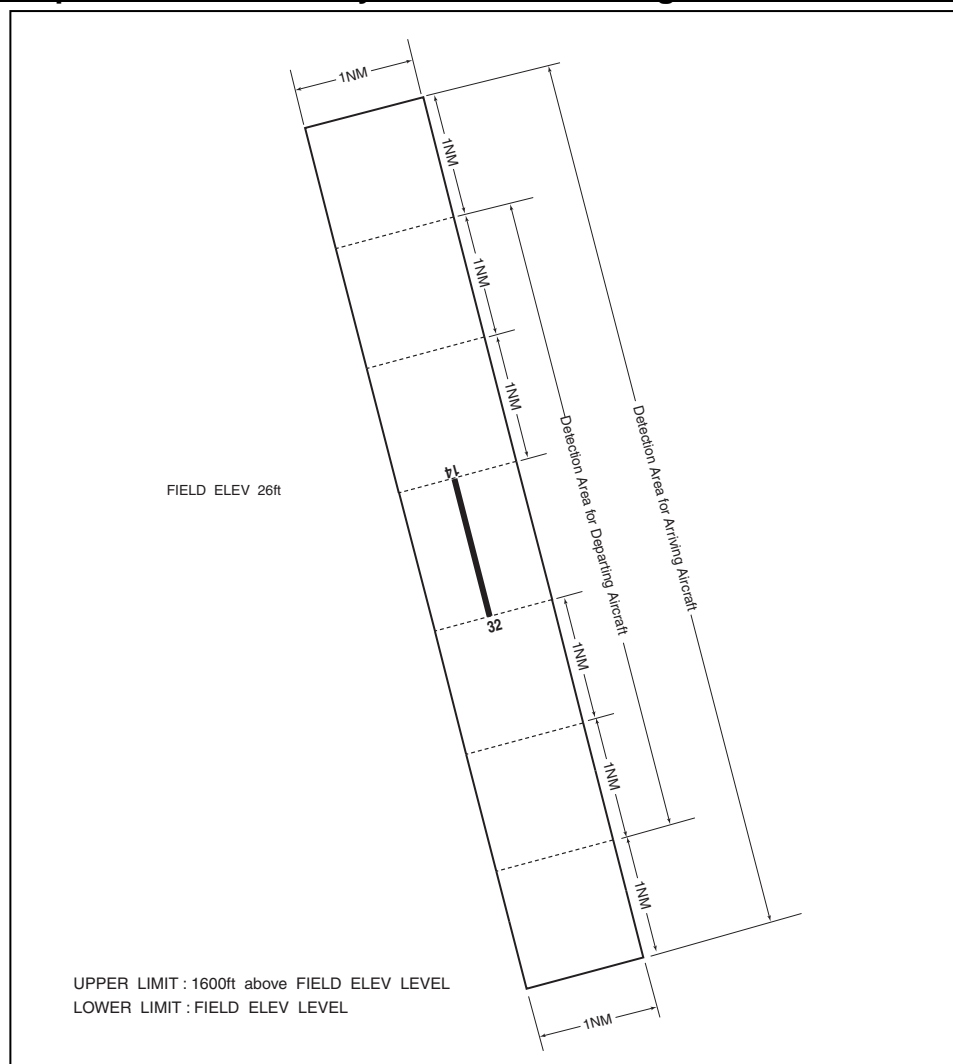 1NM
1NM
1NM
1NM
Detection Area for Departing Aircraft
Detection Area for Arriving Aircraft
14
FIELD ELEV 26ft
32
1NM
1NM
1NM
UPPER LIMIT : 1600ft above FIELD ELEV LEVEL
LOWER LIMIT : FIELD ELEV LEVEL
1NM